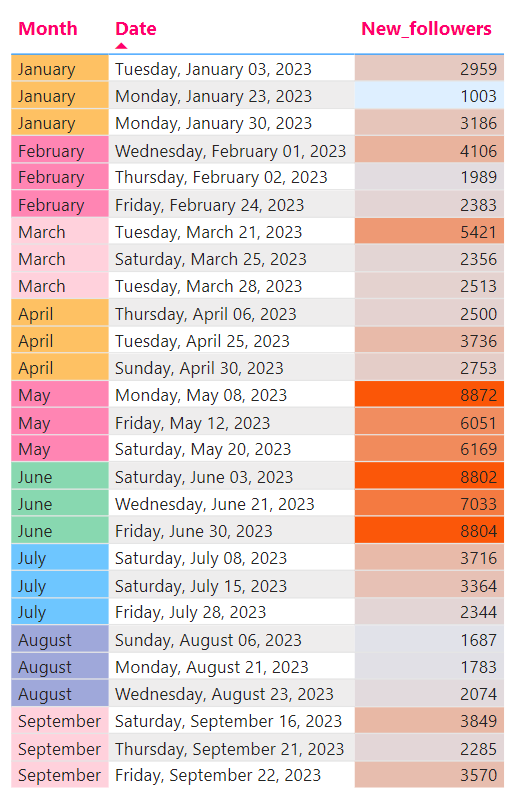 Month Date New_followers
January Tuesday, January 03, 2023 2959
January Monday, January 23, 2023 1003
January Monday, January 30, 2023 3186
February Wednesday, February 01, 2023 4106
February Thursday, February 02, 2023 1989
February Friday, February 24, 2023 2383
March Tuesday, March 21, 2023 5421
March Saturday, March 25, 2023 2356
March Tuesday, March 28, 2023 2513
April Thursday, April 06, 2023 2500
April Tuesday, April 25, 2023 3736
April Sunday, April 30, 2023 2753
May Monday, May 08, 2023 8872
May Friday, May 12, 2023 6051
May Saturday, May 20, 2023 6169
June Saturday, June 03, 2023 8802
June Wednesday, June 21, 2023 7033
June Friday, June 30, 2023 8804
July Saturday, July 08, 2023 3716
July Saturday, July 15, 2023 3364
July Friday, July 28, 2023 2344
August Sunday, August 06, 2023 1687
August Monday, August 21, 2023 1783
August Wednesday, August 23, 2023 2074
September Saturday, September 16, 2023 3849
September Thursday, September 21, 2023 2285
September Friday, September 22, 2023 3570